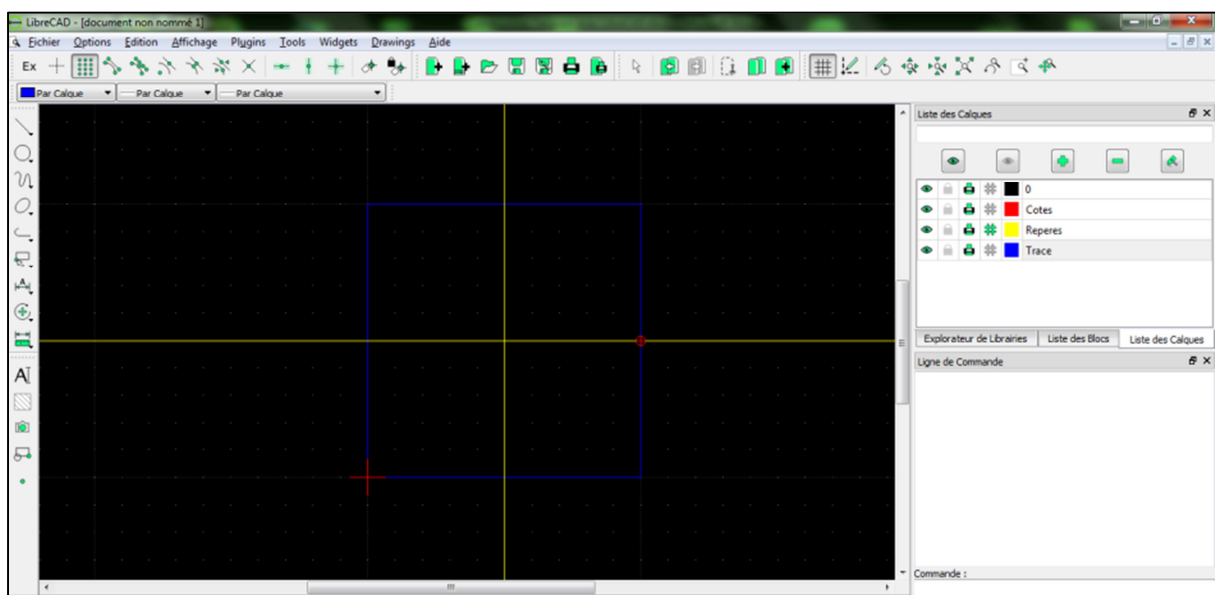 LibreCAD - [document non nommé 1]
Fichier Options Edition Affichage Plugins Tools Widgets Drawings Aide
Ex
Par Calque Par Calque Par Calque
Liste des Calques
0
Cotes
Reperes
Trace
Explorateur de Librairies Liste des Blocs Liste des Calques
Ligne de Commande
Commande :